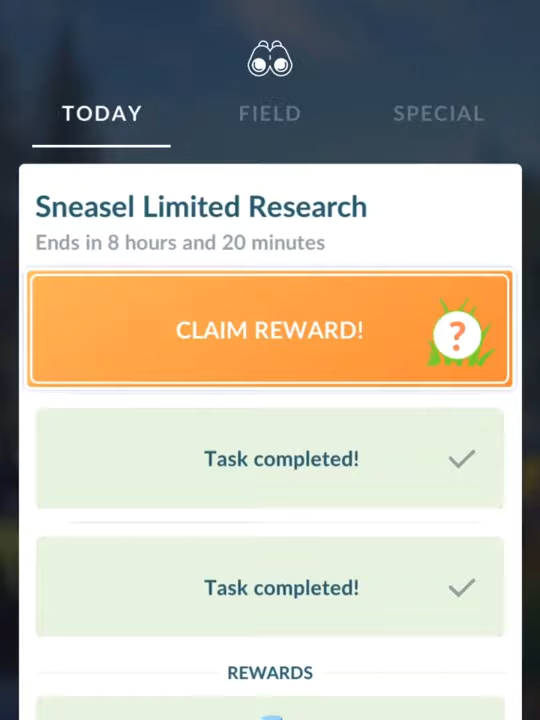 TODAY
FIELD
SPECIAL
Sneasel Limited Research
Ends in 8 hours and 20 minutes
CLAIM REWARD!
?
Task completed!
Task completed!
REWARDS